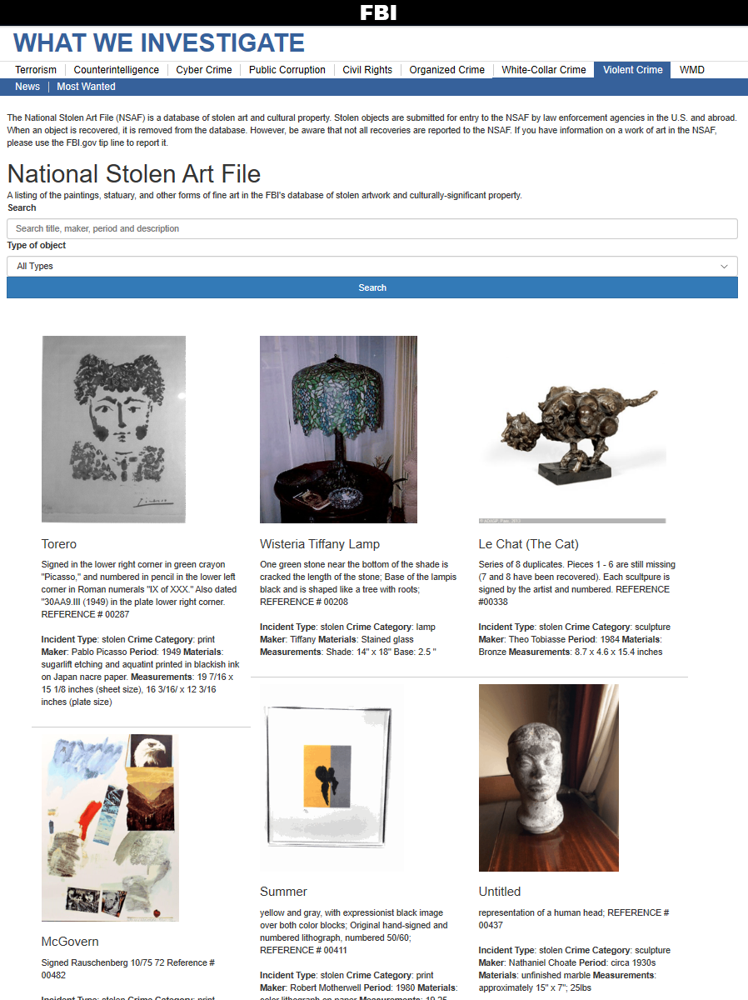 FBI
WHAT WE INVESTIGATE
Terrorism
Counterintelligence
Cyber Crime
Public Corruption
Civil Rights
Organized Crime
White-Collar Crime
Violent Crime
WMD
News
Most Wanted
The National Stolen Art File (NSAF) is a database of stolen art and cultural property. Stolen objects are submitted for entry to the NSAF by law enforcement agencies in the U.S. and abroad.
When an object is recovered, it is removed from the database. However, be aware that not all recoveries are reported to the NSAF. If you have information on a work of art in the NSAF,
please use the FBI.gov tip line to report it.
National Stolen Art File
A listing of the paintings, statuary, and other forms of fine art in the FBI's database of stolen artwork and culturally-significant property.
Search
Search title, maker, period and description
Type of object
All Types
Search
Picasso
Torero
Signed in the lower right corner in green crayon
"Picasso," and numbered in pencil in the lower left
corner in Roman numerals "IX of XXX." Also dated
"30AA9.III (1949) in the plate lower right corner.
REFERENCE # 00287
Incident Type: stolen Crime Category: print
Maker: Pablo Picasso Period: 1949 Materials:
sugarlift etching and aquatint printed in blackish ink
on Japan nacre paper. Measurements: 19 7/16 x
15 1/8 inches (sheet size), 16 3/16/ x 12 3/16
inches (plate size)
Wisteria Tiffany Lamp
One green stone near the bottom of the shade is
cracked the length of the stone; Base of the lampis
black and is shaped like a tree with roots;
REFERENCE # 00208
Incident Type: stolen Crime Category: lamp
Maker: Tiffany Materials: Stained glass
Measurements: Shade: 14" x 18" Base: 2.5 "
© ADAGP, Paris, 2013
Le Chat (The Cat)
Series of 8 duplicates. Pieces 1 - 6 are still missing
(7 and 8 have been recovered). Each scultpure is
signed by the artist and numbered. REFERENCE
#00338
Incident Type: stolen Crime Category: sculpture
Maker: Theo Tobiasse Period: 1984 Materials:
Bronze Measurements: 8.7 x 4.6 x 15.4 inches
McGovern
Signed Rauschenberg 10/75 72 Reference #
00482
Incident Type: stolen Crime Category: print
Summer
yellow and gray, with expressionist black image
over both color blocks; Original hand-signed and
numbered lithograph, numbered 50/60;
REFERENCE # 00411
Incident Type: stolen Crime Category: print
Maker: Robert Motherwell Period: 1980 Materials:
color lithograph on paper Measurements: 19.25
Untitled
representation of a human head; REFERENCE #
00437
Incident Type: stolen Crime Category: sculpture
Maker: Nathaniel Choate Period: circa 1930s
Materials: unfinished marble Measurements:
approximately 15" x 7"; 25lbs